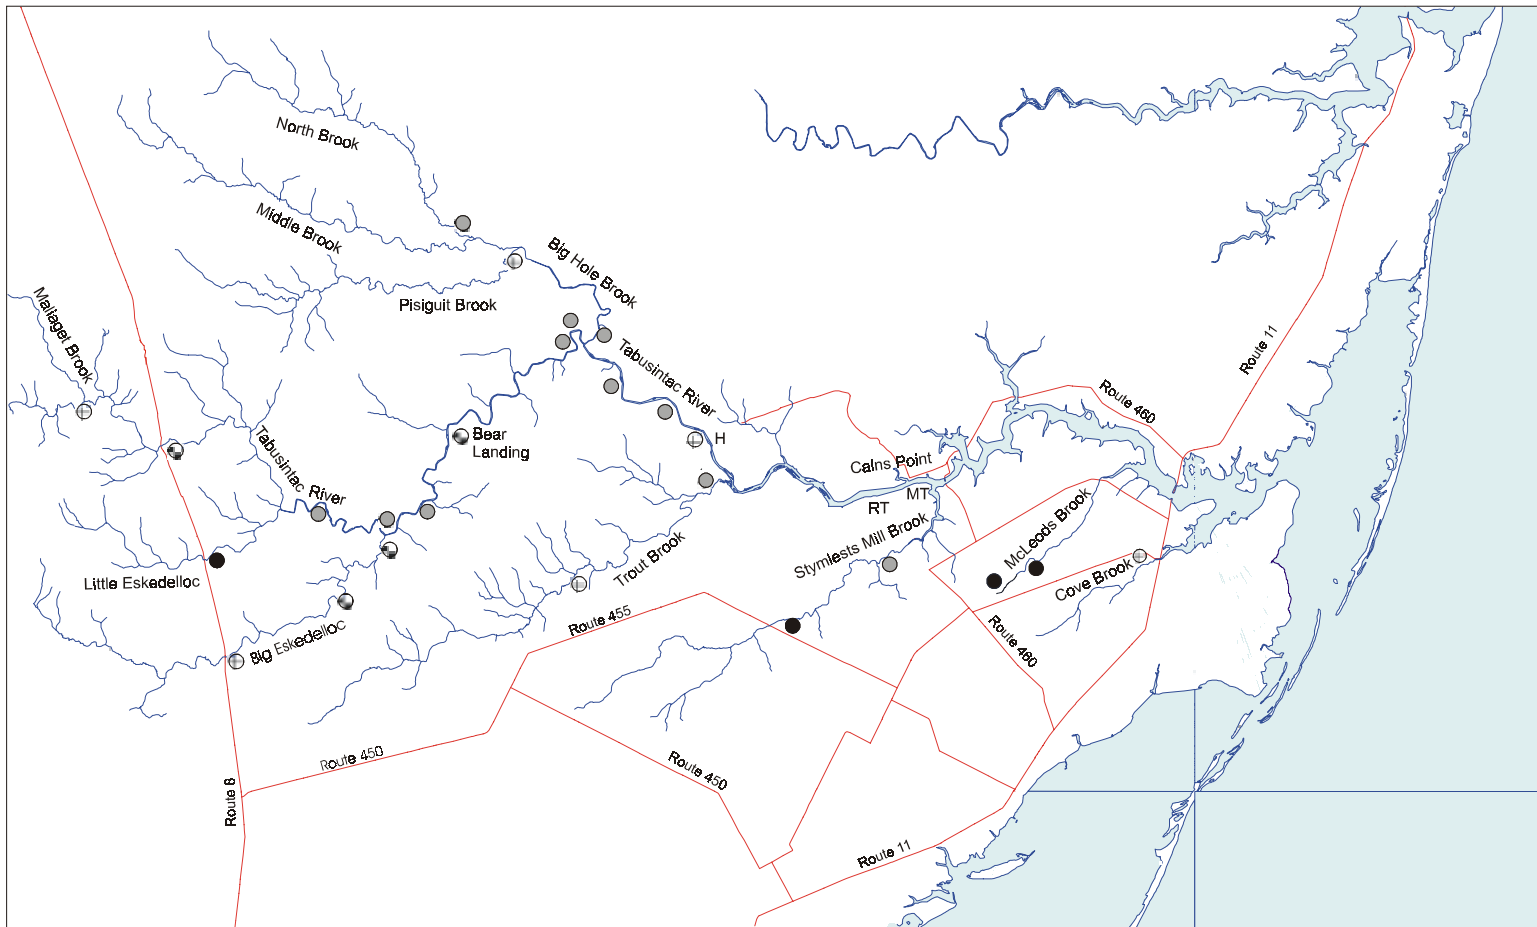 North Brook
Middle Brook
Big Hole Brook
Pisiguit Brook
Mallaget Brook
Tabusintac River
Route 11
Route 460
Bear
Landing
H
Tabusintac River
Calns Point
MT
RT
McLeods Brook
Stymlests Mill Brook
Trout Brook
Cove Brook
Little Eskedelloc
Big Eskedelloc
Route 455
Route 460
Route 450
Route 450
Route 8
Route 11